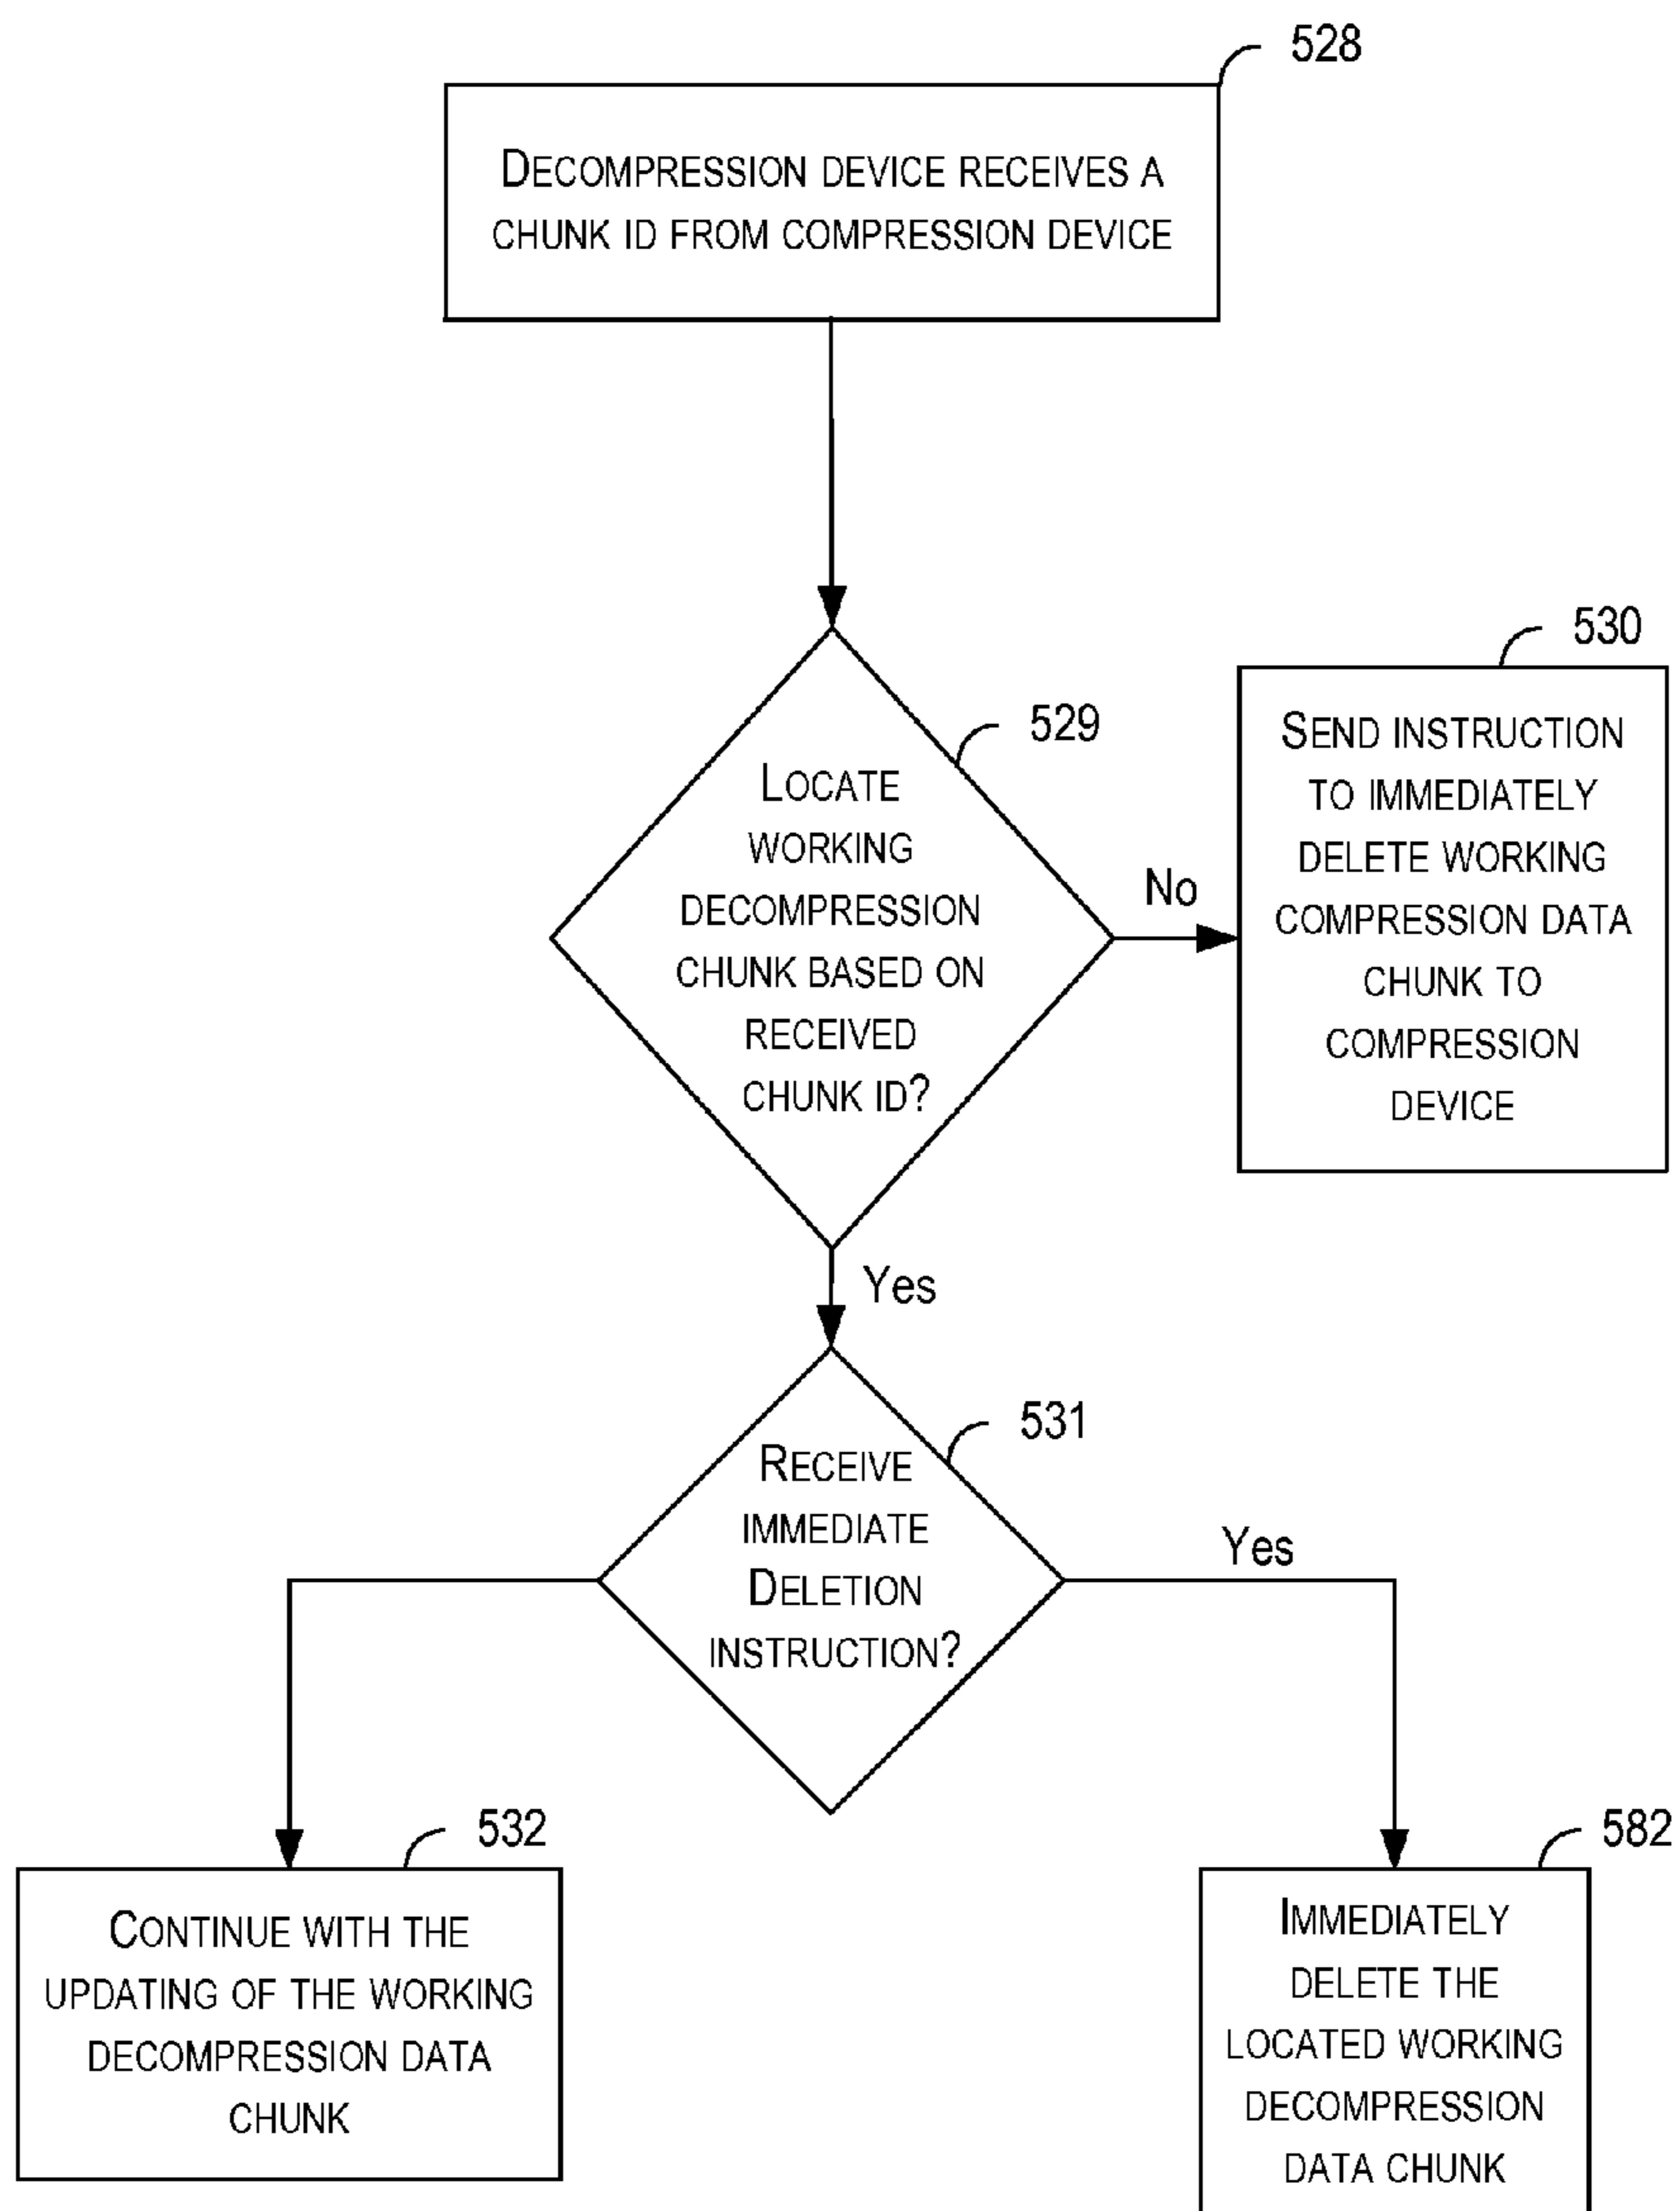 528
DECOMPRESSION DEVICE RECEIVES A
CHUNK ID FROM COMPRESSION DEVICE
529
LOCATE
WORKING
DECOMPRESSION
CHUNK BASED ON
RECEIVED
CHUNK ID?
No
530
SEND INSTRUCTION
TO IMMEDIATELY
DELETE WORKING
COMPRESSION DATA
CHUNK TO
COMPRESSION
DEVICE
Yes
531
RECEIVE
IMMEDIATE
DELETION
INSTRUCTION?
Yes
532
CONTINUE WITH THE
UPDATING OF THE WORKING
DECOMPRESSION DATA
CHUNK
582
IMMEDIATELY
DELETE THE
LOCATED WORKING
DECOMPRESSION
DATA CHUNK